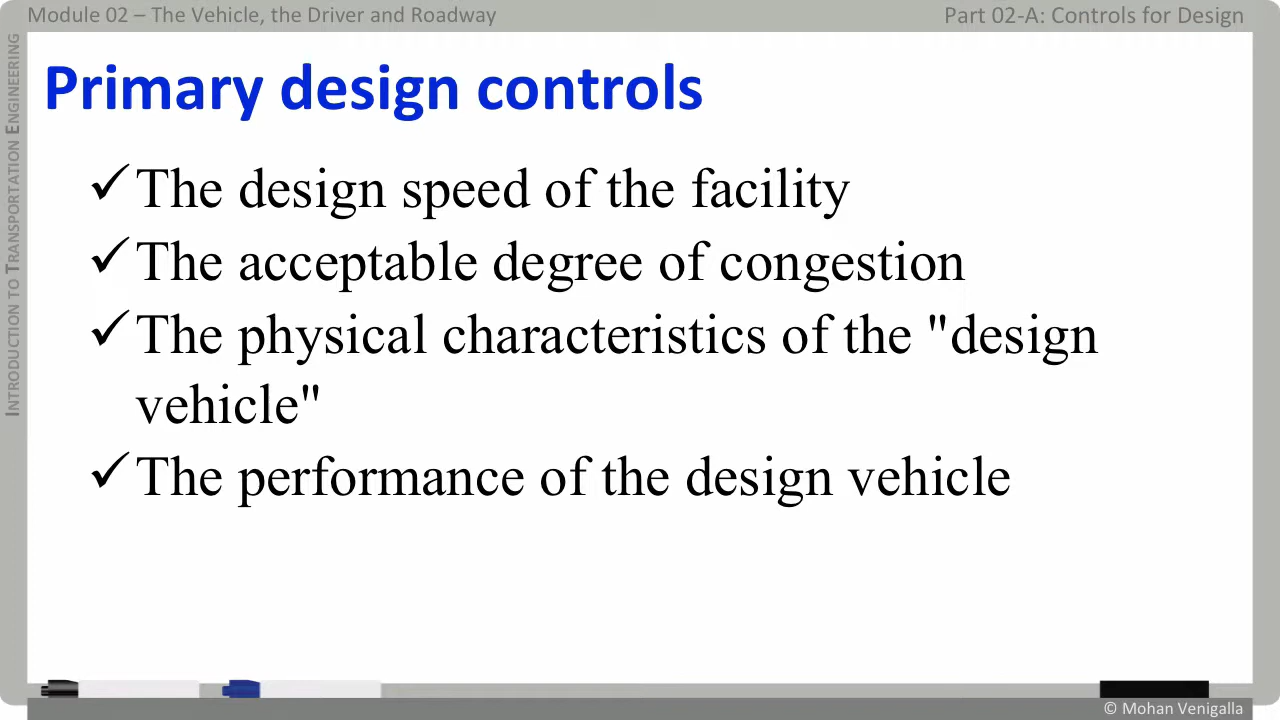 Module 02 – The Vehicle, the Driver and Roadway
Part 02-A: Controls for Design
INTRODUCTION TO TRANSPORTATION ENGINEERING
Primary design controls
✓The design speed of the facility
✓The acceptable degree of congestion
✓The physical characteristics of the "design
vehicle"
✓The performance of the design vehicle
© Mohan Venigalla